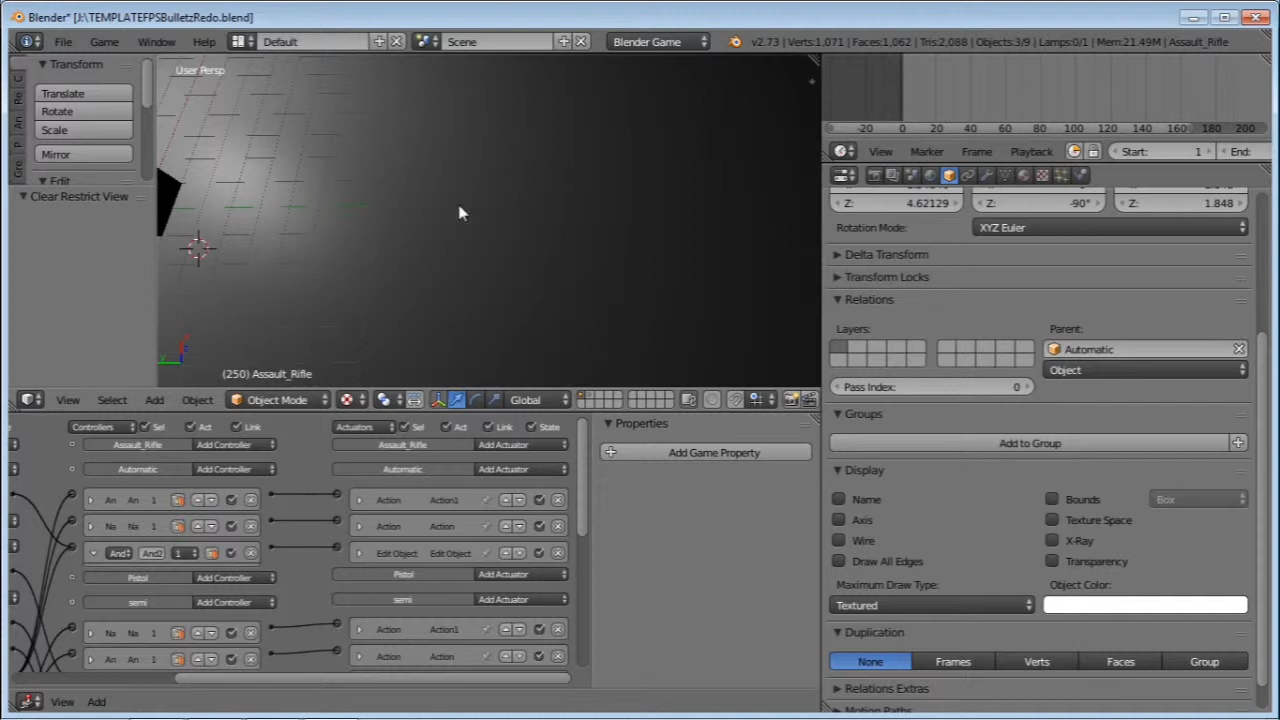 Blender* [J:\TEMPLATEFPSBulletzRedo.blend]
File Game Window Help Default Scene Blender Game v2.73 | Verts:1,071 | Faces:1,062 | Tris:2,088 | Objects:3/9 | Lamps:0/1 | Mem:21.49M | Assault_Rifle
Transform
Translate
Rotate
Scale
Mirror
Edit
Clear Restrict View
C
Re
An
P
Gre
User Persp
(250) Assault_Rifle
-20 0 20 40 60 80 100 120 140 160 180 200
View Marker Frame Playback Start: 1 End:
Z: 4.62129 Z: -90° Z: 1.848
Rotation Mode: XYZ Euler
Delta Transform
Transform Locks
Relations
Layers: Parent:
Automatic
Object
Pass Index: 0
Groups
Add to Group
Display
Name Bounds Box
Axis Texture Space
Wire X-Ray
Draw All Edges Transparency
Maximum Draw Type: Object Color:
Textured
Duplication
None Frames Verts Faces Group
Relations Extras
Motion Paths
View Select Add Object Object Mode Global
Controllers Sel Act Link Actuators Sel Act Link State
Assault_Rifle Add Controller Assault_Rifle Add Actuator
Automatic Add Controller Automatic Add Actuator
An An 1 Action Action1
Na Na 1 Action Action
And And2 1 Edit Object Edit Object
Pistol Add Controller Pistol Add Actuator
semi Add Controller semi Add Actuator
Na Na 1 Action Action1
An An 1 Action Action
Properties
Add Game Property
View Add